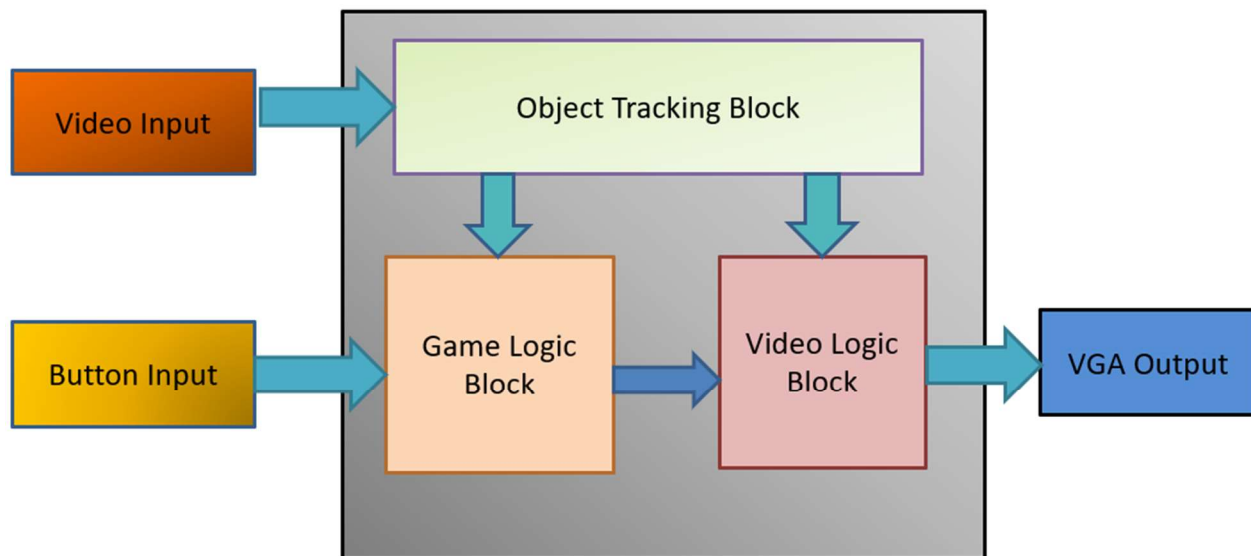 Video Input
Object Tracking Block
Button Input
Game Logic
Block
Video Logic
Block
VGA Output